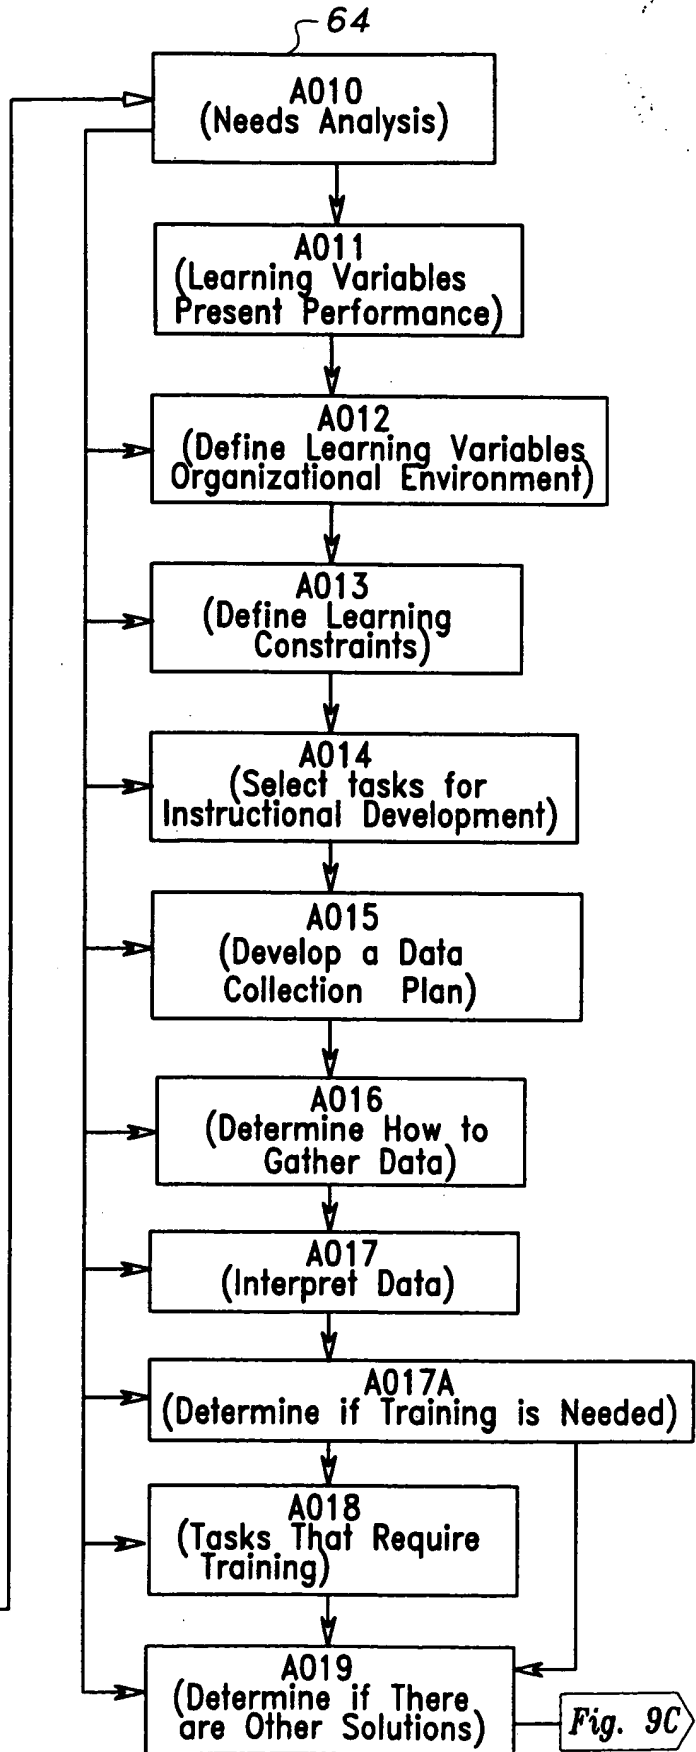 64
A010
(Needs Analysis)
A011
(Learning Variables
Present Performance)
A012
(Define Learning Variables
Organizational Environment)
A013
(Define Learning
Constraints)
A014
(Select tasks for
Instructional Development)
A015
(Develop a Data
Collection Plan)
A016
(Determine How to
Gather Data)
A017
(Interpret Data)
A017A
(Determine if Training is Needed)
A018
(Tasks That Require
Training)
A019
(Determine if There
are Other Solutions)
Fig. 9C